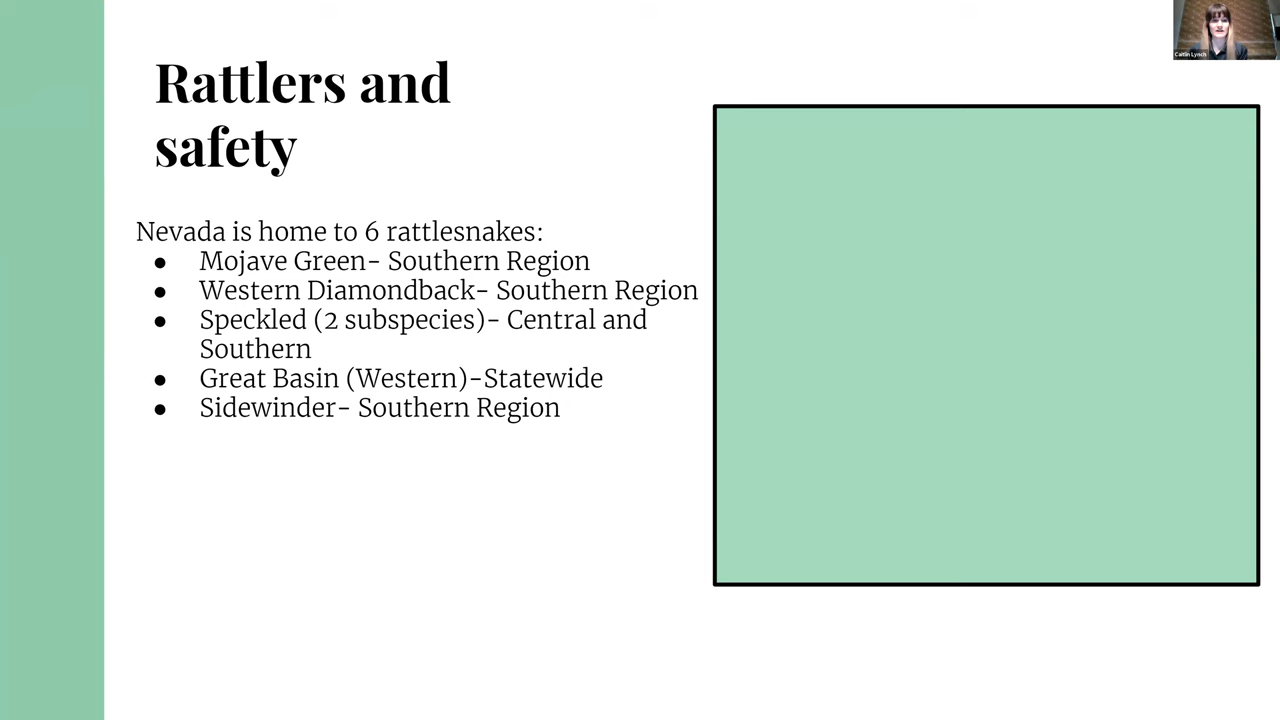 Rattlers and
safety
Nevada is home to 6 rattlesnakes:
● Mojave Green- Southern Region
● Western Diamondback- Southern Region
● Speckled (2 subspecies)- Central and
Southern
● Great Basin (Western)-Statewide
● Sidewinder- Southern Region
Caitlin Lynch